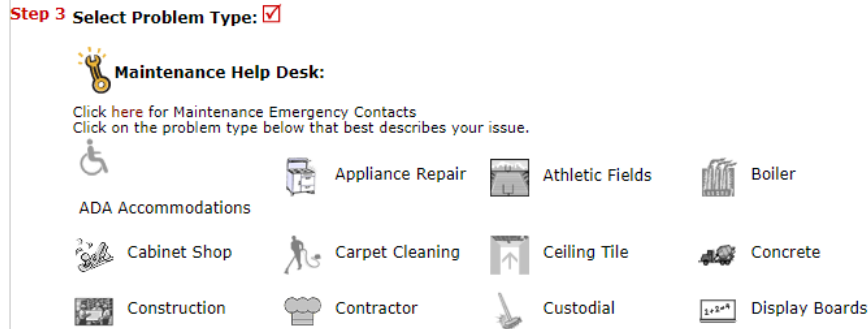 Step 3 Select Problem Type:
Maintenance Help Desk:
Click here for Maintenance Emergency Contacts
Click on the problem type below that best describes your issue.
Appliance Repair Athletic Fields Boiler
ADA Accommodations
Cabinet Shop Carpet Cleaning Ceiling Tile Concrete
Construction Contractor Custodial Display Boards